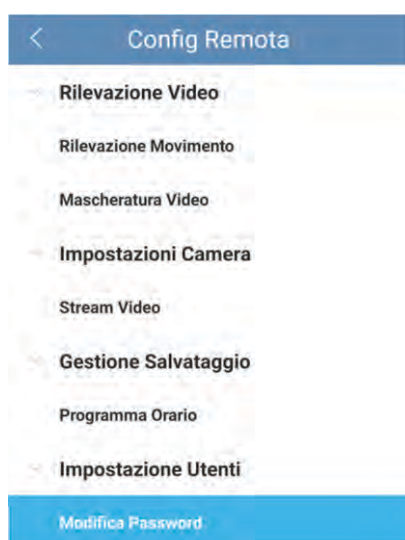 Config Remota
Rilevazione Video
Rilevazione Movimento
Mascheratura Video
Impostazioni Camera
Stream Video
Gestione Salvataggio
Programma Orario
Impostazione Utenti
Modifica Password